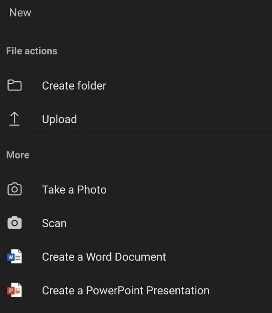 New
File actions
Create folder
Upload
More
Take a Photo
Scan
Create a Word Document
Create a PowerPoint Presentation